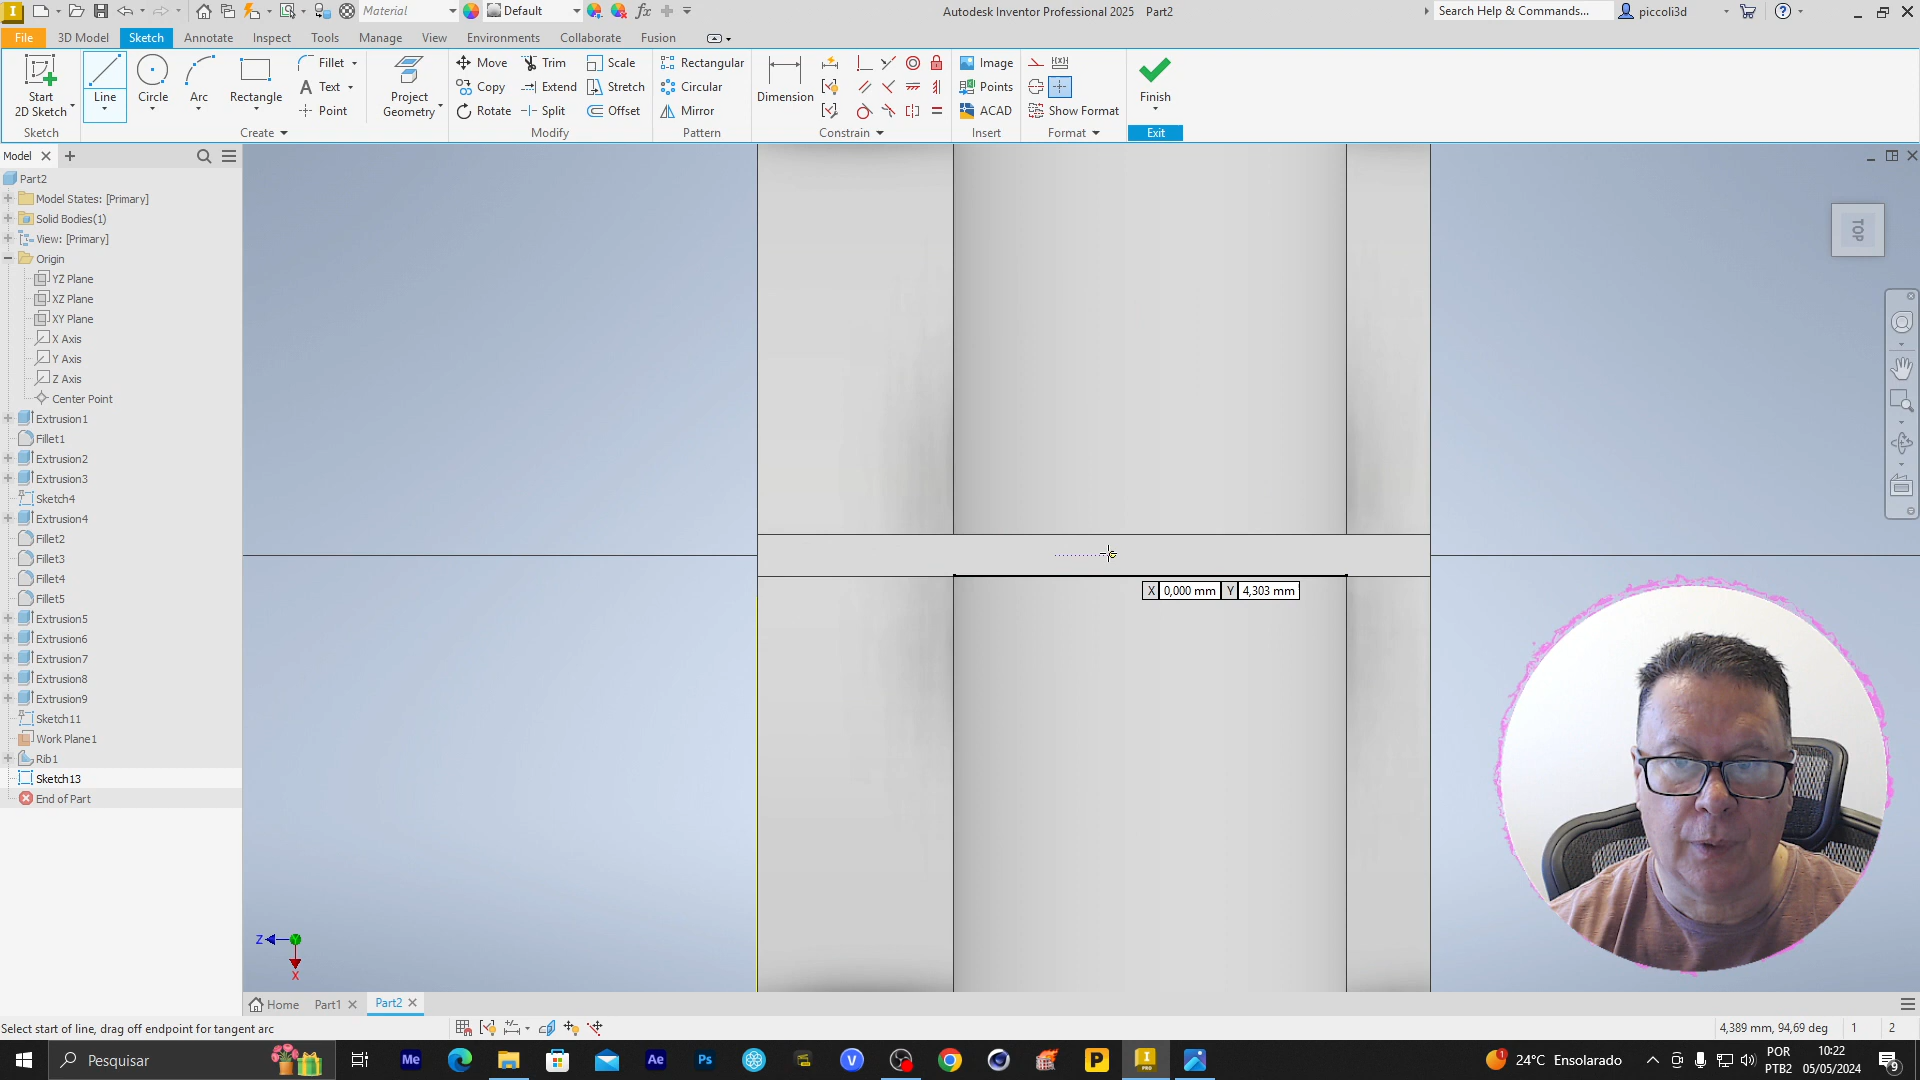 Material
Default
fx
Autodesk Inventor Professional 2025 Part2
Search Help & Commands...
piccoli3d
File
3D Model
Sketch
Annotate
Inspect
Tools
Manage
View
Environments
Collaborate
Fusion
Start
2D Sketch
Line
Circle
Arc
Rectangle
Fillet
Text
Point
Project
Geometry
Move
Copy
Rotate
Trim
Extend
Split
Scale
Stretch
Offset
Rectangular
Circular
Mirror
Dimension
Image
Points
ACAD
Show Format
Finish
Sketch
Create
Modify
Pattern
Constrain
Insert
Format
Exit
Model
Part2
Model States: [Primary]
Solid Bodies(1)
View: [Primary]
Origin
YZ Plane
XZ Plane
XY Plane
X Axis
Y Axis
Z Axis
Center Point
Extrusion1
Fillet1
Extrusion2
Extrusion3
Sketch4
Extrusion4
Fillet2
Fillet3
Fillet4
Fillet5
Extrusion5
Extrusion6
Extrusion7
Extrusion8
Extrusion9
Sketch11
Work Plane1
Rib1
Sketch13
End of Part
TOP
X 0,000 mm Y 4,303 mm
Z
X
Home
Part1
Part2
Select start of line, drag off endpoint for tangent arc
4,389 mm, 94,69 deg 1 2
Pesquisar
Me
Ae
Ps
V
P
I
PRO
24°C Ensolarado
POR
PTB2
10:22
05/05/2024
9